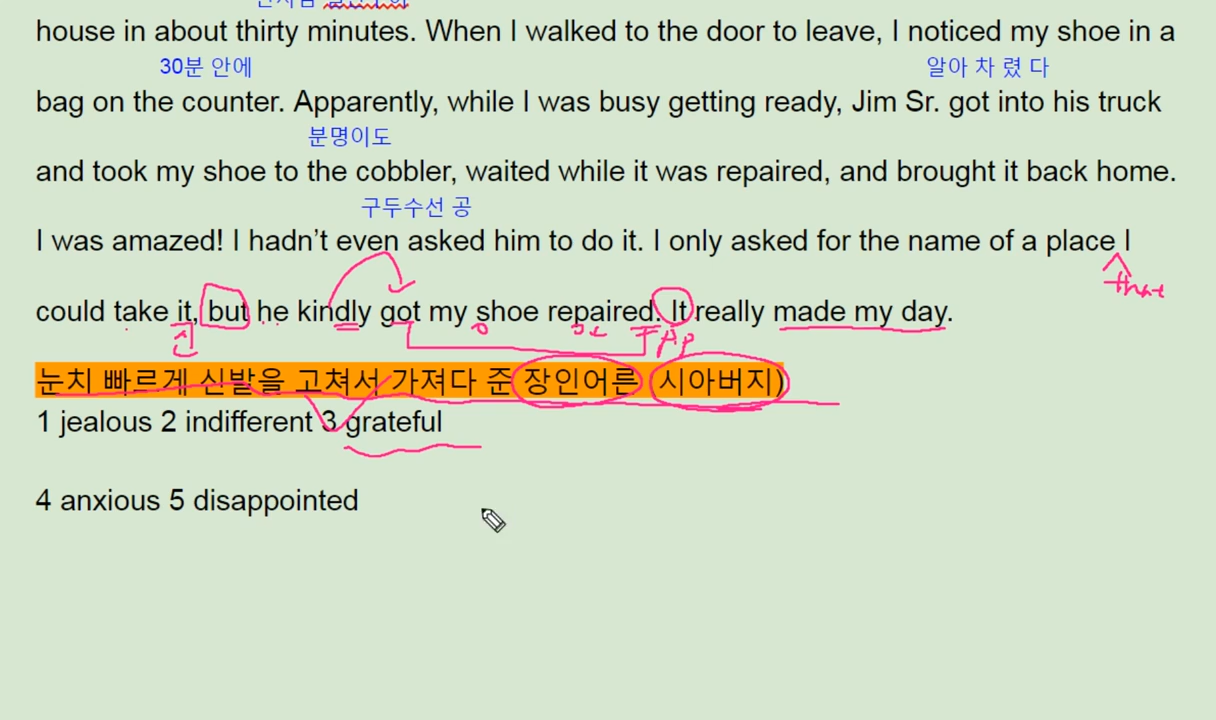 house in about thirty minutes. When I walked to the door to leave, I noticed my shoe in a
30분 안에 알아 차 렸 다
bag on the counter. Apparently, while I was busy getting ready, Jim Sr. got into his truck
분명이도
and took my shoe to the cobbler, waited while it was repaired, and brought it back home.
구두수선 공
I was amazed! I hadn't even asked him to do it. I only asked for the name of a place I
that
could take it, but he kindly got my shoe repaired. It really made my day.
눈치 빠르게 신발을 고쳐서 가져다 준 장인어른 시아버지)
1 jealous 2 indifferent 3 grateful
4 anxious 5 disappointed